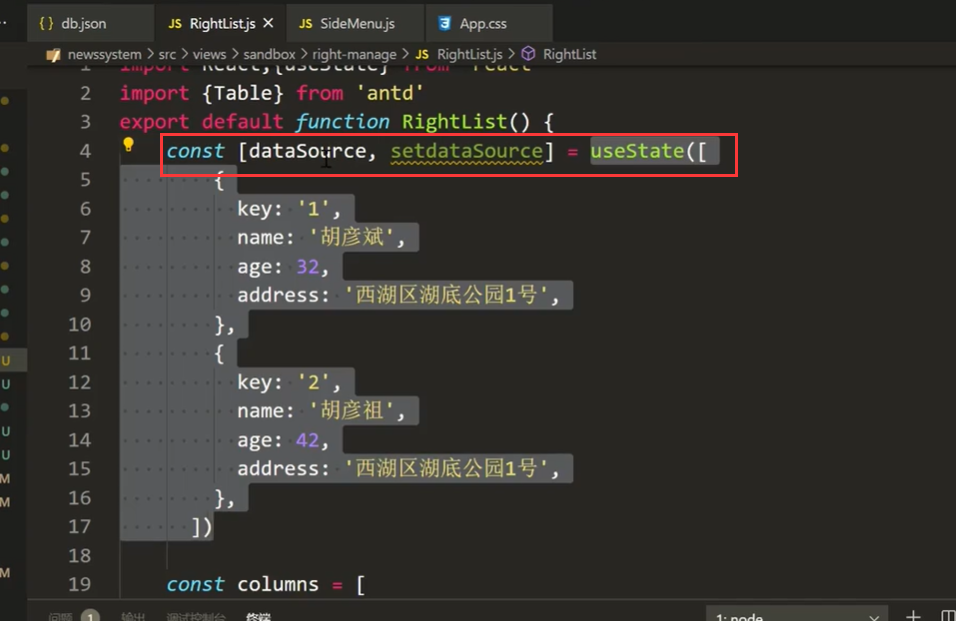 { } db.json JS RightList.js × JS SideMenu.js App.css
newssystem > src > views > sandbox > right-manage > JS RightList.js > RightList
1 import React,{useState} from 'react'
2 import {Table} from 'antd'
3 export default function RightList() {
4 const [dataSource, setdataSource] = useState([
5 {
6 key: '1',
7 name: '胡彦斌',
8 age: 32,
9 address: '西湖区湖底公园1号',
10 },
11 {
12 key: '2',
13 name: '胡彦祖',
14 age: 42,
15 address: '西湖区湖底公园1号',
16 },
17 ])
18
19 const columns = [
U
U
U
U
M
M
M
问题 1 输出 调试控制台 终端 1: node